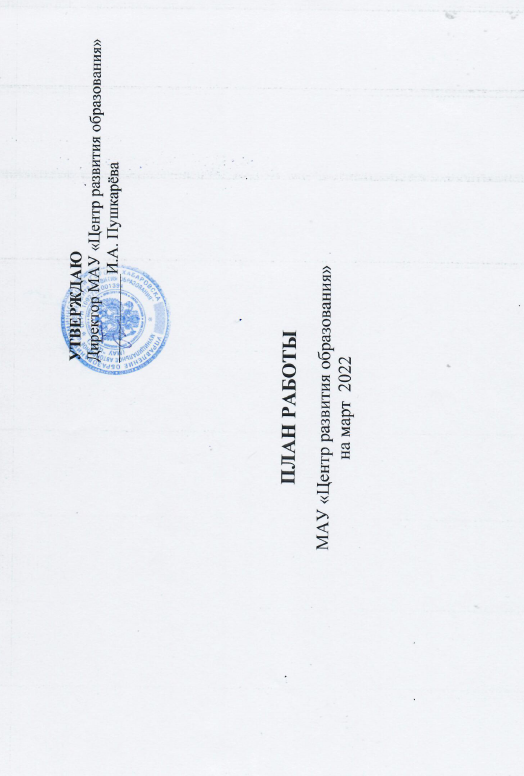 УТВЕРЖДАЮ
Директор МАУ «Центр развития образования»
И.А. Пушкарёва
ПЛАН РАБОТЫ
МАУ «Центр развития образования»
на март 2022